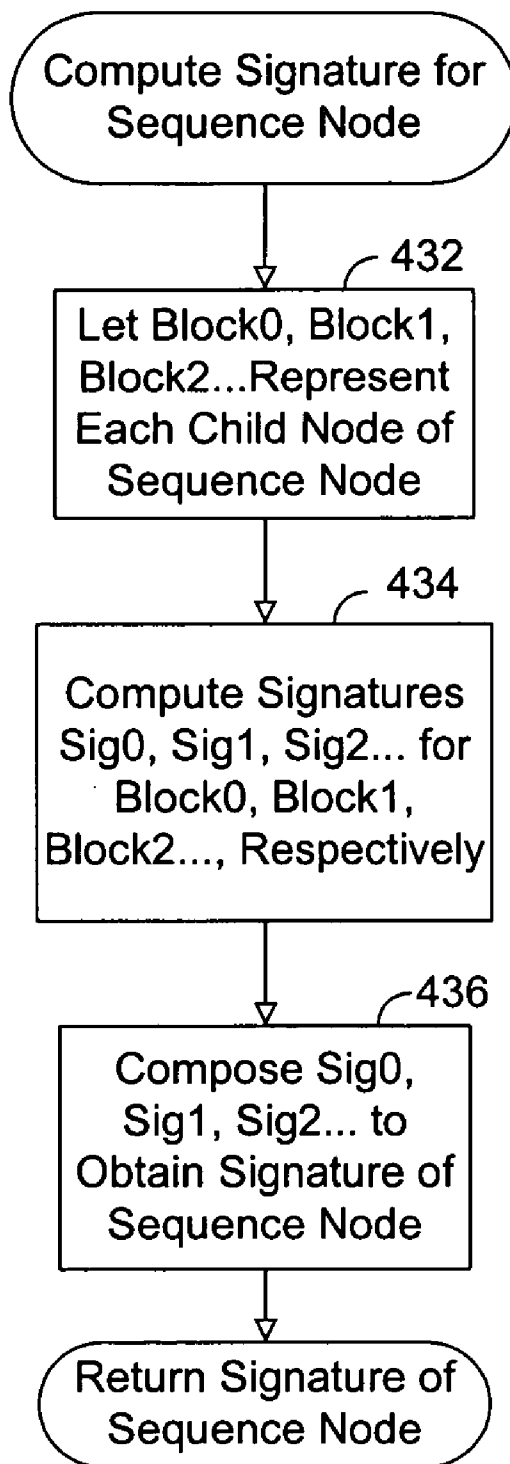 Compute Signature for
Sequence Node
432
Let Block0, Block1,
Block2...Represent
Each Child Node of
Sequence Node
434
Compute Signatures
Sig0, Sig1, Sig2... for
Block0, Block1,
Block2..., Respectively
436
Compose Sig0,
Sig1, Sig2... to
Obtain Signature of
Sequence Node
Return Signature of
Sequence Node